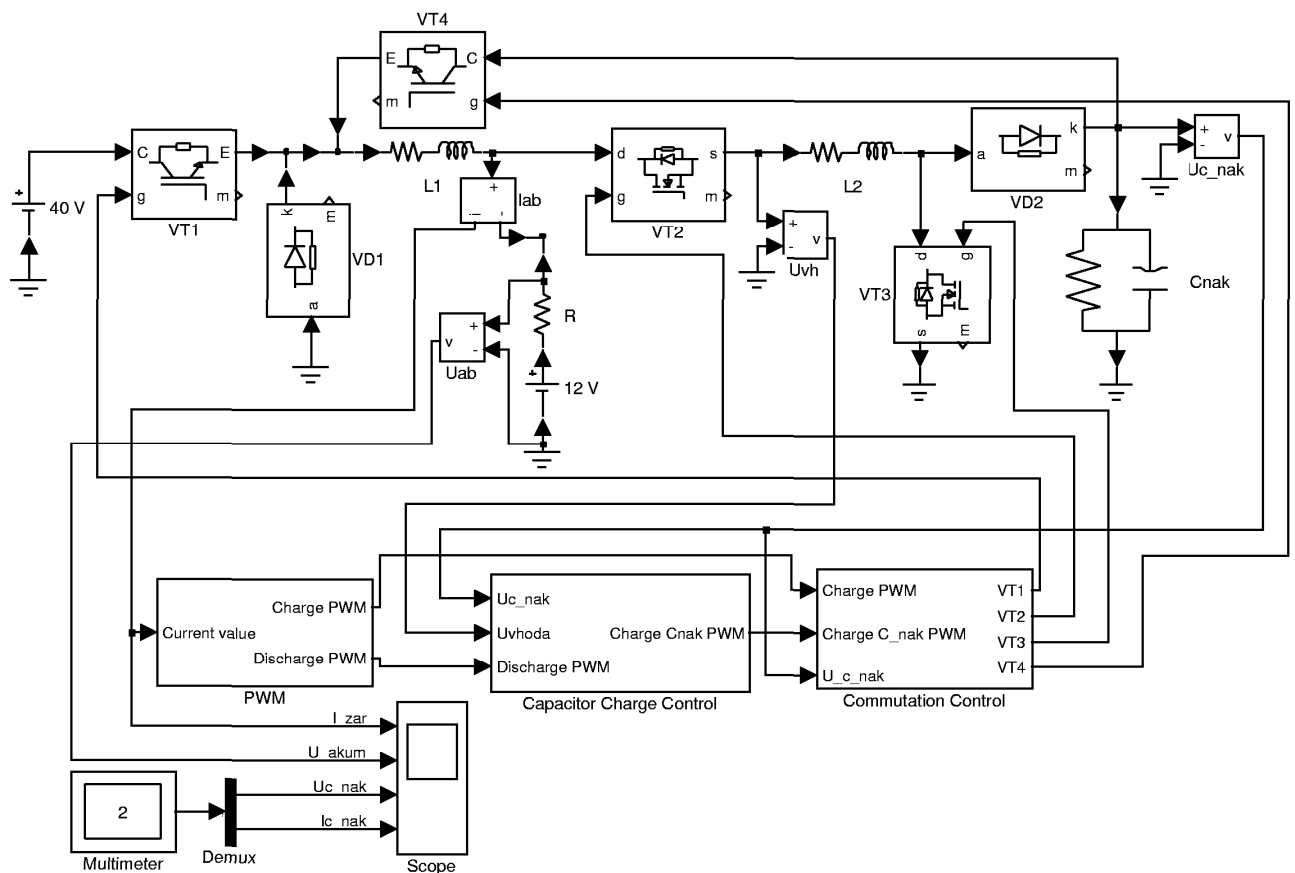 VT4
E
C
m
g
C
E
g
m
VT1
+
40 V
L1
k
m
a
VD1
+
Iab
i
-
d
s
g
m
VT2
L2
a
k
m
VD2
+
-
v
Uc_nak
+
-
v
Uvh
d
g
s
m
VT3
Cnak
R
+
-
v
Uab
+
12 V
Current value
Charge PWM
Discharge PWM
PWM
Uc_nak
Uvhoda
Discharge PWM
Charge Cnak PWM
Capacitor Charge Control
Charge PWM
Charge C_nak PWM
U_c_nak
VT1
VT2
VT3
VT4
Commutation Control
I_zar
U_akum
Uc_nak
Ic_nak
2
Multimeter
Demux
Scope